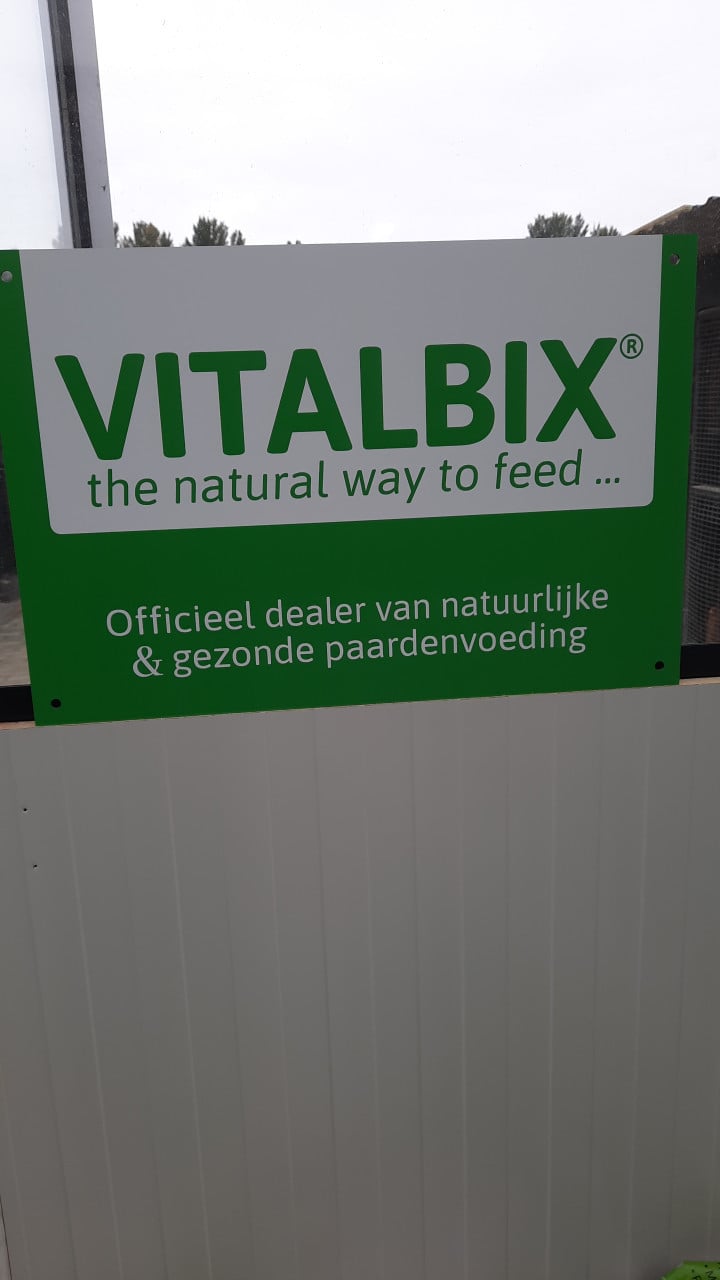 VITALBIX®
the natural way to feed ...
Officieel dealer van natuurlijke
& gezonde paardenvoeding